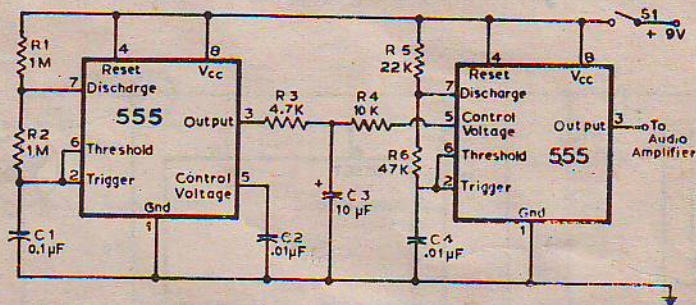 S1
+ 9V
R1
1M
4
8
Reset
Vcc
7
Discharge
555
R2
1M
6
Threshold
2
Trigger
Output
3
Control
Voltage
5
Gnd
1
C1
0.1µF
C2
.01µF
R3
4.7K
R4
10K
+
C3
10 µF
R5
22K
R6
47K
C4
.01µF
4
8
Reset
Vcc
7
Discharge
5
Control
Voltage
6
Threshold
2
Trigger
555
Output
3
To
Audio
Amplifier
Gnd
1